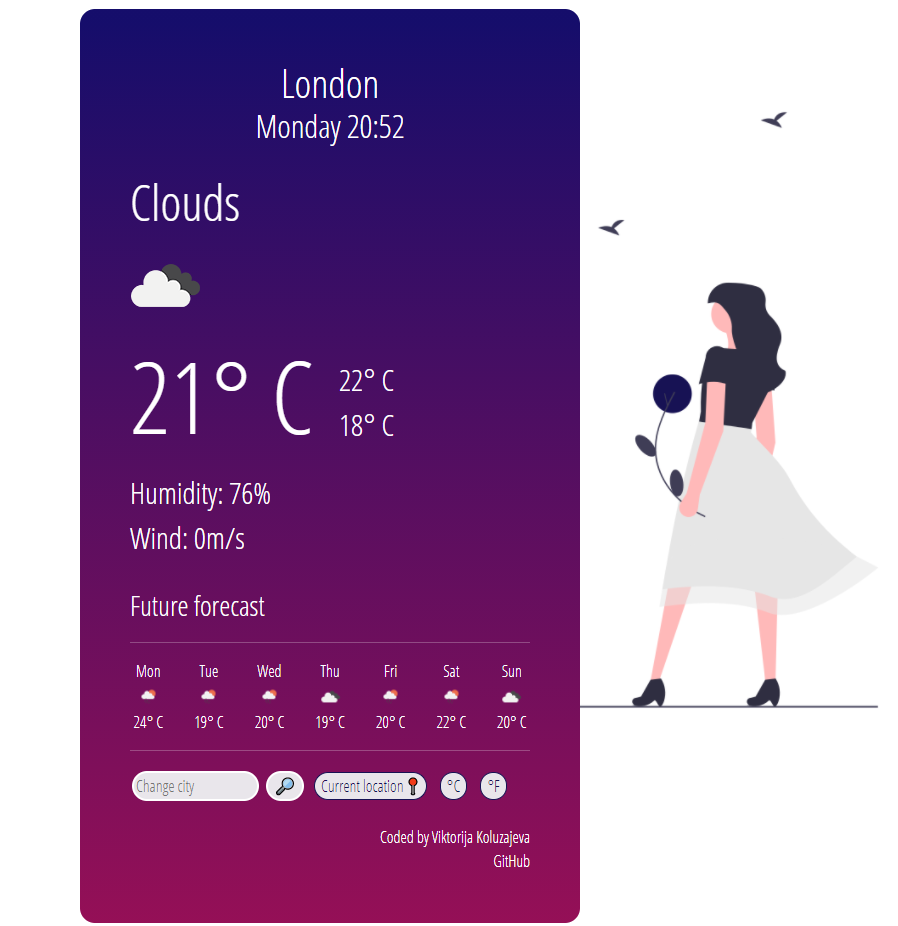 London
Monday 20:52
Clouds
21° C
22° C
18° C
Humidity: 76%
Wind: 0m/s
Future forecast
Mon Tue Wed Thu Fri Sat Sun
24° C 19° C 20° C 19° C 20° C 22° C 20° C
Change city Current location °C °F
Coded by Viktorija Koluzajeva
GitHub